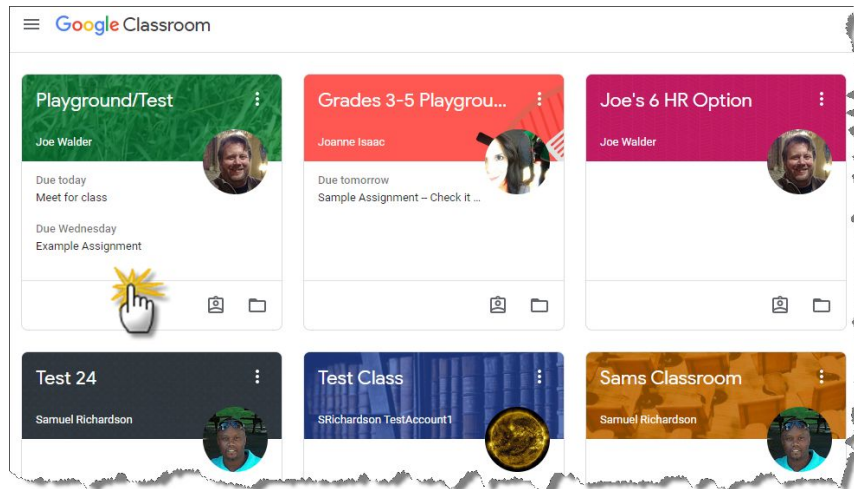 Google Classroom
Playground/Test
Joe Walder
Due today
Meet for class
Due Wednesday
Example Assignment
Grades 3-5 Playgrou...
Joanne Isaac
Due tomorrow
Sample Assignment – Check it ...
Joe's 6 HR Option
Joe Walder
Test 24
Samuel Richardson
Test Class
SRichardson TestAccount1
Sams Classroom
Samuel Richardson